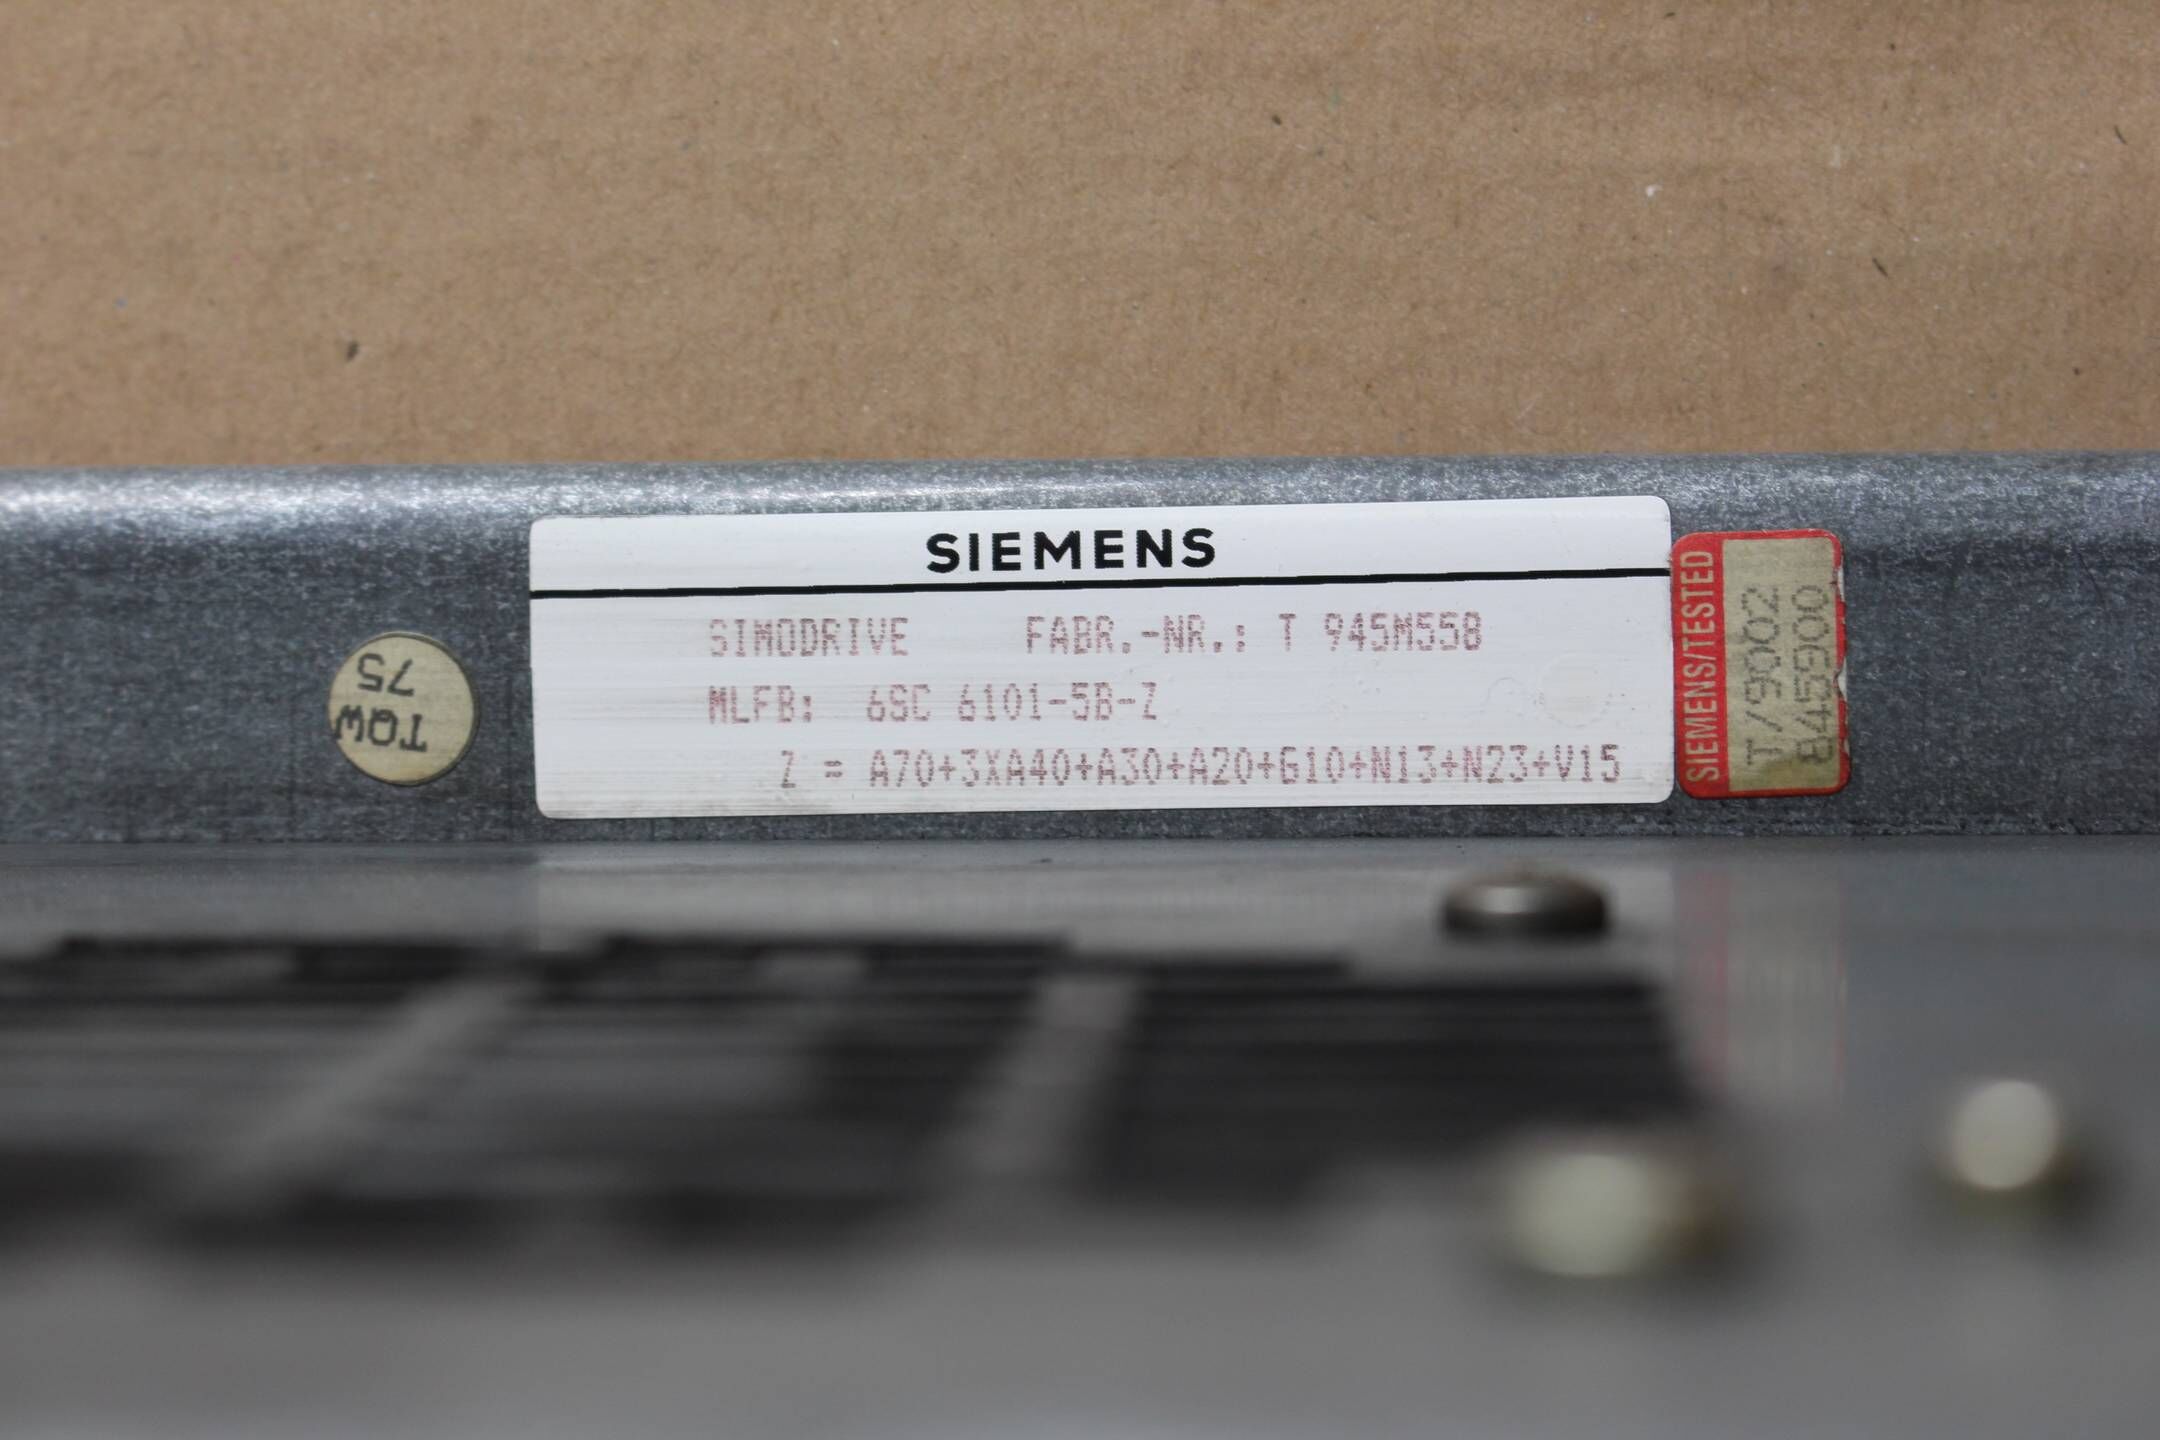 SIEMENS
SIMODRIVE FABR.-NR.: T 945M558
MLFB: 6SC 6101-5B-Z
Z = A70+3XA40+A30+A20+G10+N13+N23+V15
SIEMENS/TESTED
T/9002
845900
TQW
75